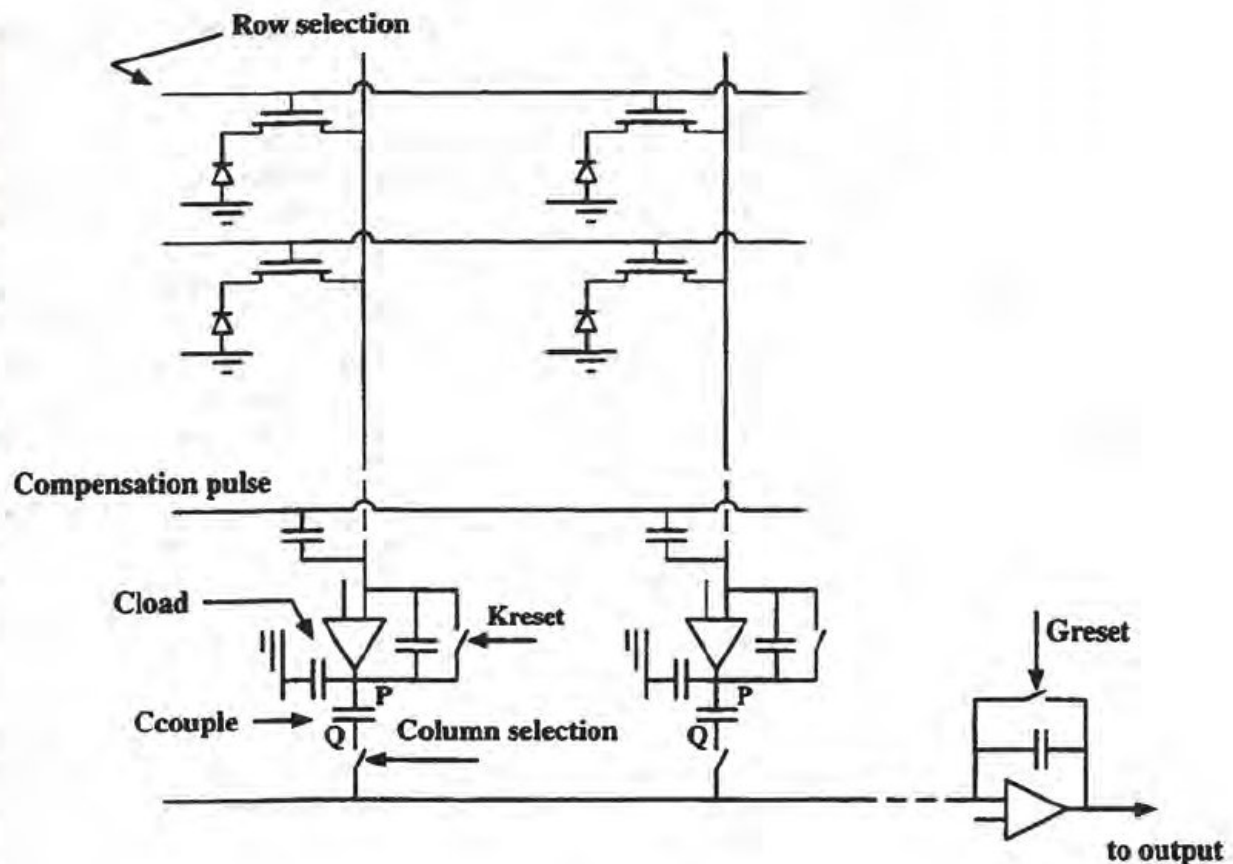 Row selection
Compensation pulse
Cload
Kreset
Greset
P
P
Ccouple
Q
Column selection
Q
to output